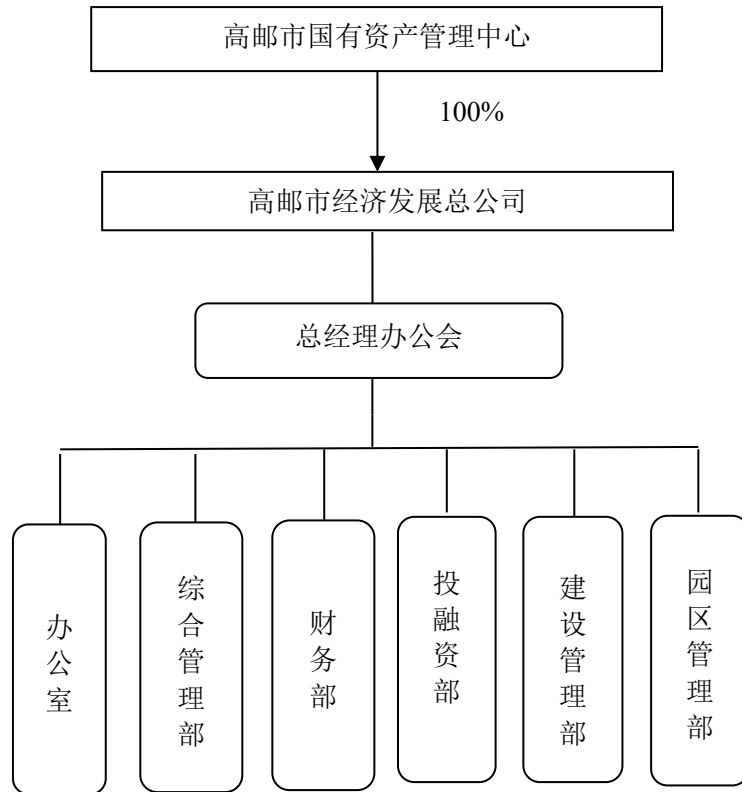 高邮市国有资产管理中心
100%
高邮市经济发展总公司
总经理办公会
办公室
综合管理部
财务部
投融资部
建设管理部
园区管理部